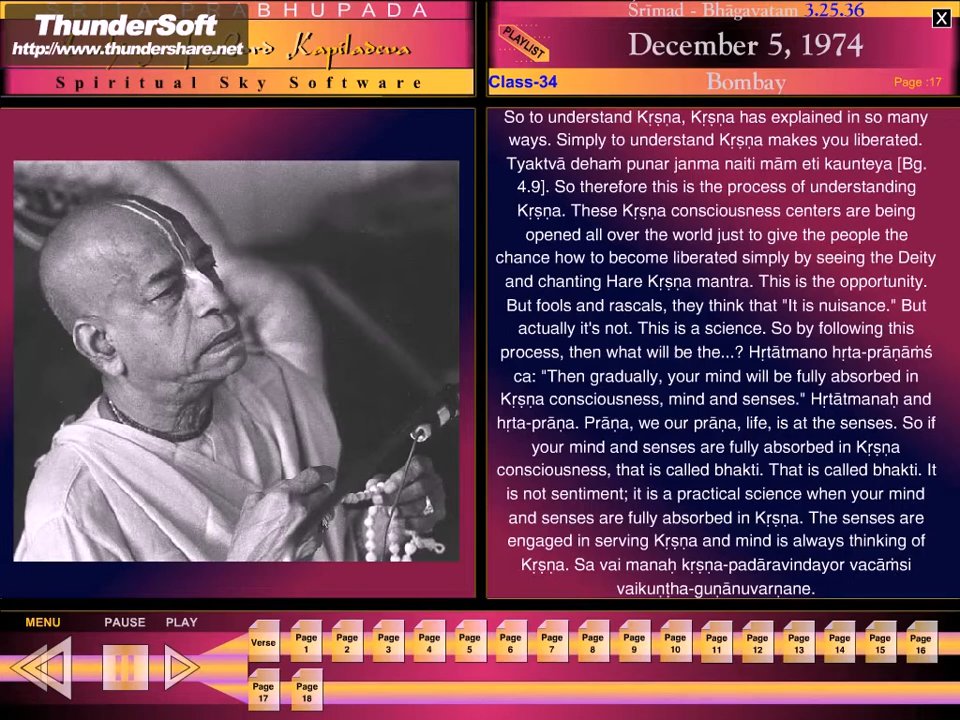 SRILA PRABHUPADA
ThunderSoft
http://www.thundershare.net
Lord Kapiladeva
Spiritual Sky Software
Śrīmad - Bhāgavatam 3.25.36
X
PLAYLIST
December 5, 1974
Class-34
Bombay
Page :17
So to understand Kṛṣṇa, Kṛṣṇa has explained in so many
ways. Simply to understand Kṛṣṇa makes you liberated.
Tyaktvā dehaṁ punar janma naiti mām eti kaunteya [Bg.
4.9]. So therefore this is the process of understanding
Kṛṣṇa. These Kṛṣṇa consciousness centers are being
opened all over the world just to give the people the
chance how to become liberated simply by seeing the Deity
and chanting Hare Kṛṣṇa mantra. This is the opportunity.
But fools and rascals, they think that "It is nuisance." But
actually it's not. This is a science. So by following this
process, then what will be the...? Hṛtātmano hṛta-prāṇāṁś
ca: "Then gradually, your mind will be fully absorbed in
Kṛṣṇa consciousness, mind and senses." Hṛtātmanaḥ and
hṛta-prāṇa. Prāṇa, we our prāṇa, life, is at the senses. So if
your mind and senses are fully absorbed in Kṛṣṇa
consciousness, that is called bhakti. That is called bhakti. It
is not sentiment; it is a practical science when your mind
and senses are fully absorbed in Kṛṣṇa. The senses are
engaged in serving Kṛṣṇa and mind is always thinking of
Kṛṣṇa. Sa vai manaḥ kṛṣṇa-padāravindayor vacāṁsi
vaikuṇṭha-guṇānuvarṇane.
MENU PAUSE PLAY
Verse Page 1 Page 2 Page 3 Page 4 Page 5 Page 6 Page 7 Page 8 Page 9 Page 10 Page 11 Page 12 Page 13 Page 14 Page 15 Page 16
Page 17 Page 18